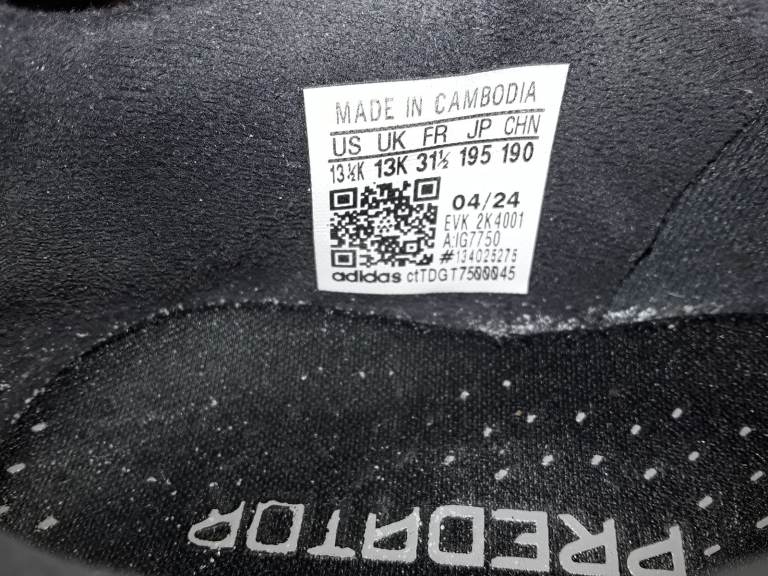 MADE IN CAMBODIA
US UK FR JP CHN
13½K 13K 31½ 195 190
04/24
EVK 2K4001
A:IG7750
#134025275
adidas ctTDGT7500045
PREDATOR